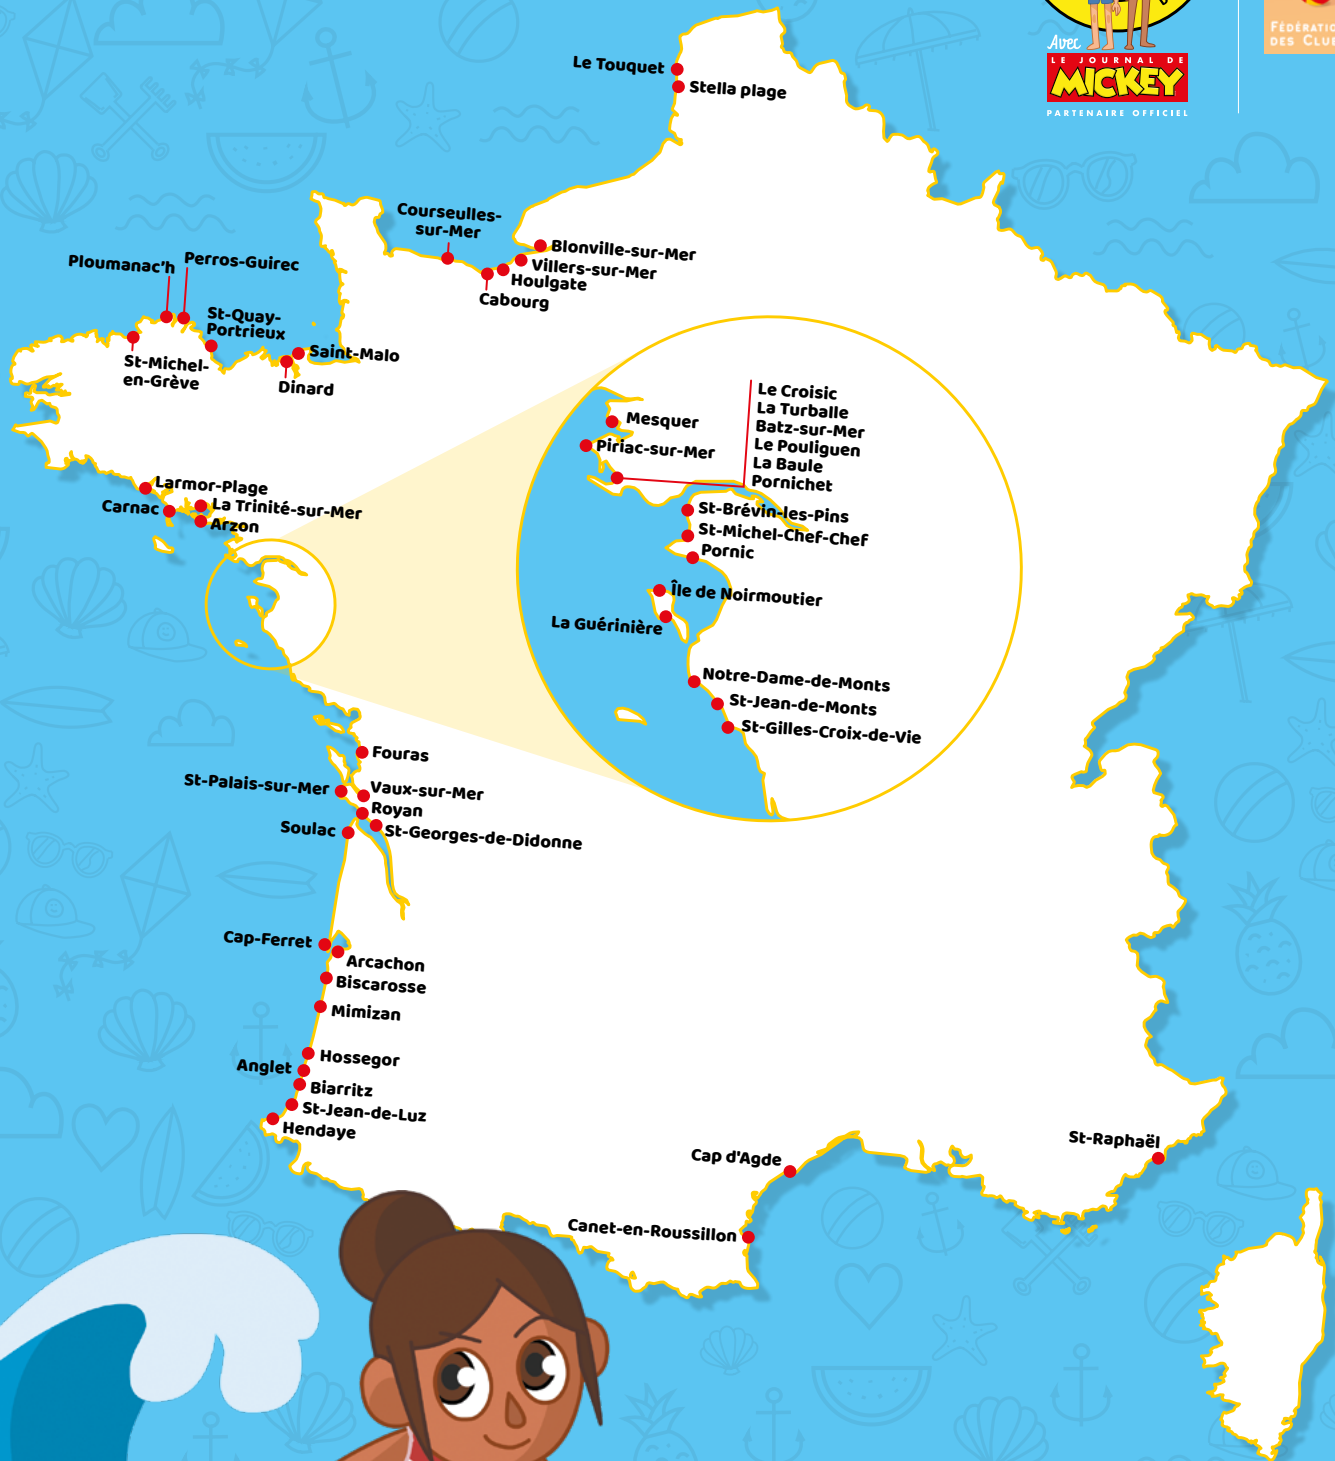 Avec
LE JOURNAL DE
MICKEY
PARTENAIRE OFFICIEL
Le Touquet
Stella plage
Courseulles-
sur-Mer
Blonville-sur-Mer
Villers-sur-Mer
Houlgate
Cabourg
Ploumanac'h
Perros-Guirec
St-Quay-
Portrieux
St-Michel-
en-Grève
Saint-Malo
Dinard
Larmor-Plage
Carnac
La Trinité-sur-Mer
Arzon
Mesquer
Piriac-sur-Mer
Le Croisic
La Turballe
Batz-sur-Mer
Le Pouliguen
La Baule
Pornichet
St-Brévin-les-Pins
St-Michel-Chef-Chef
Pornic
Île de Noirmoutier
La Guérinière
Notre-Dame-de-Monts
St-Jean-de-Monts
St-Gilles-Croix-de-Vie
Fouras
St-Palais-sur-Mer
Vaux-sur-Mer
Royan
St-Georges-de-Didonne
Soulac
Cap-Ferret
Arcachon
Biscarosse
Mimizan
Hossegor
Anglet
Biarritz
St-Jean-de-Luz
Hendaye
Cap d'Agde
Canet-en-Roussillon
St-Raphaël